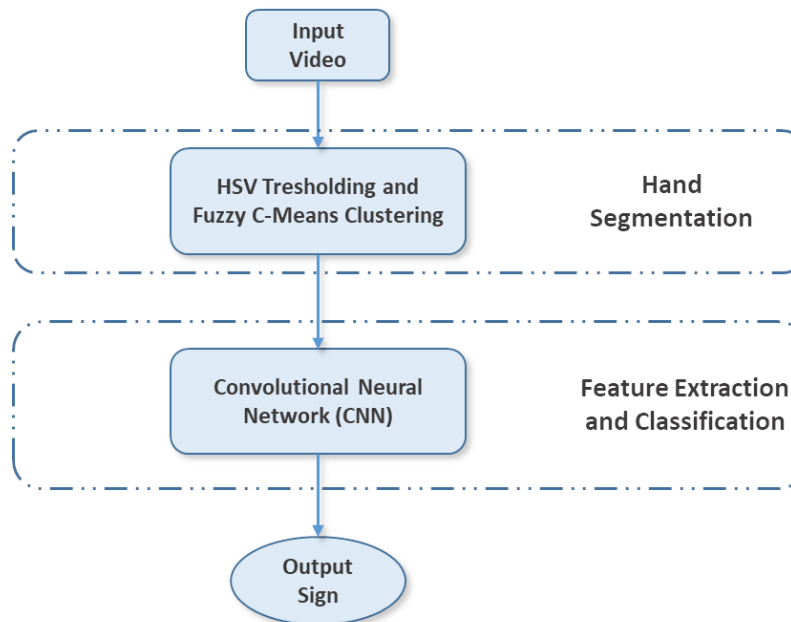 Input
Video
HSV Tresholding and
Fuzzy C-Means Clustering
Hand
Segmentation
Convolutional Neural
Network (CNN)
Feature Extraction
and Classification
Output
Sign